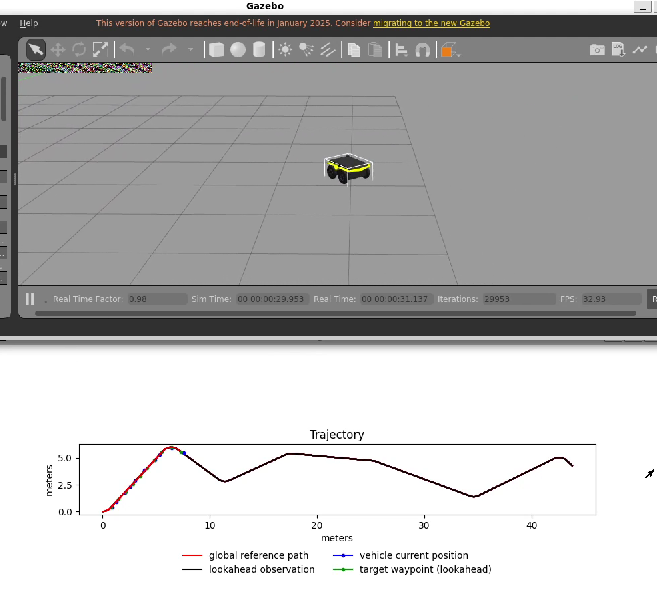 Gazebo
w Help This version of Gazebo reaches end-of-life in January 2025. Consider migrating to the new Gazebo
Real Time Factor: 0.98 Sim Time: 00 00:00:29.953 Real Time: 00 00:00:31.137 Iterations: 29953 FPS: 32.93 R
Trajectory
5.0
2.5
0.0
meters
0 10 20 30 40
meters
global reference path vehicle current position
lookahead observation target waypoint (lookahead)